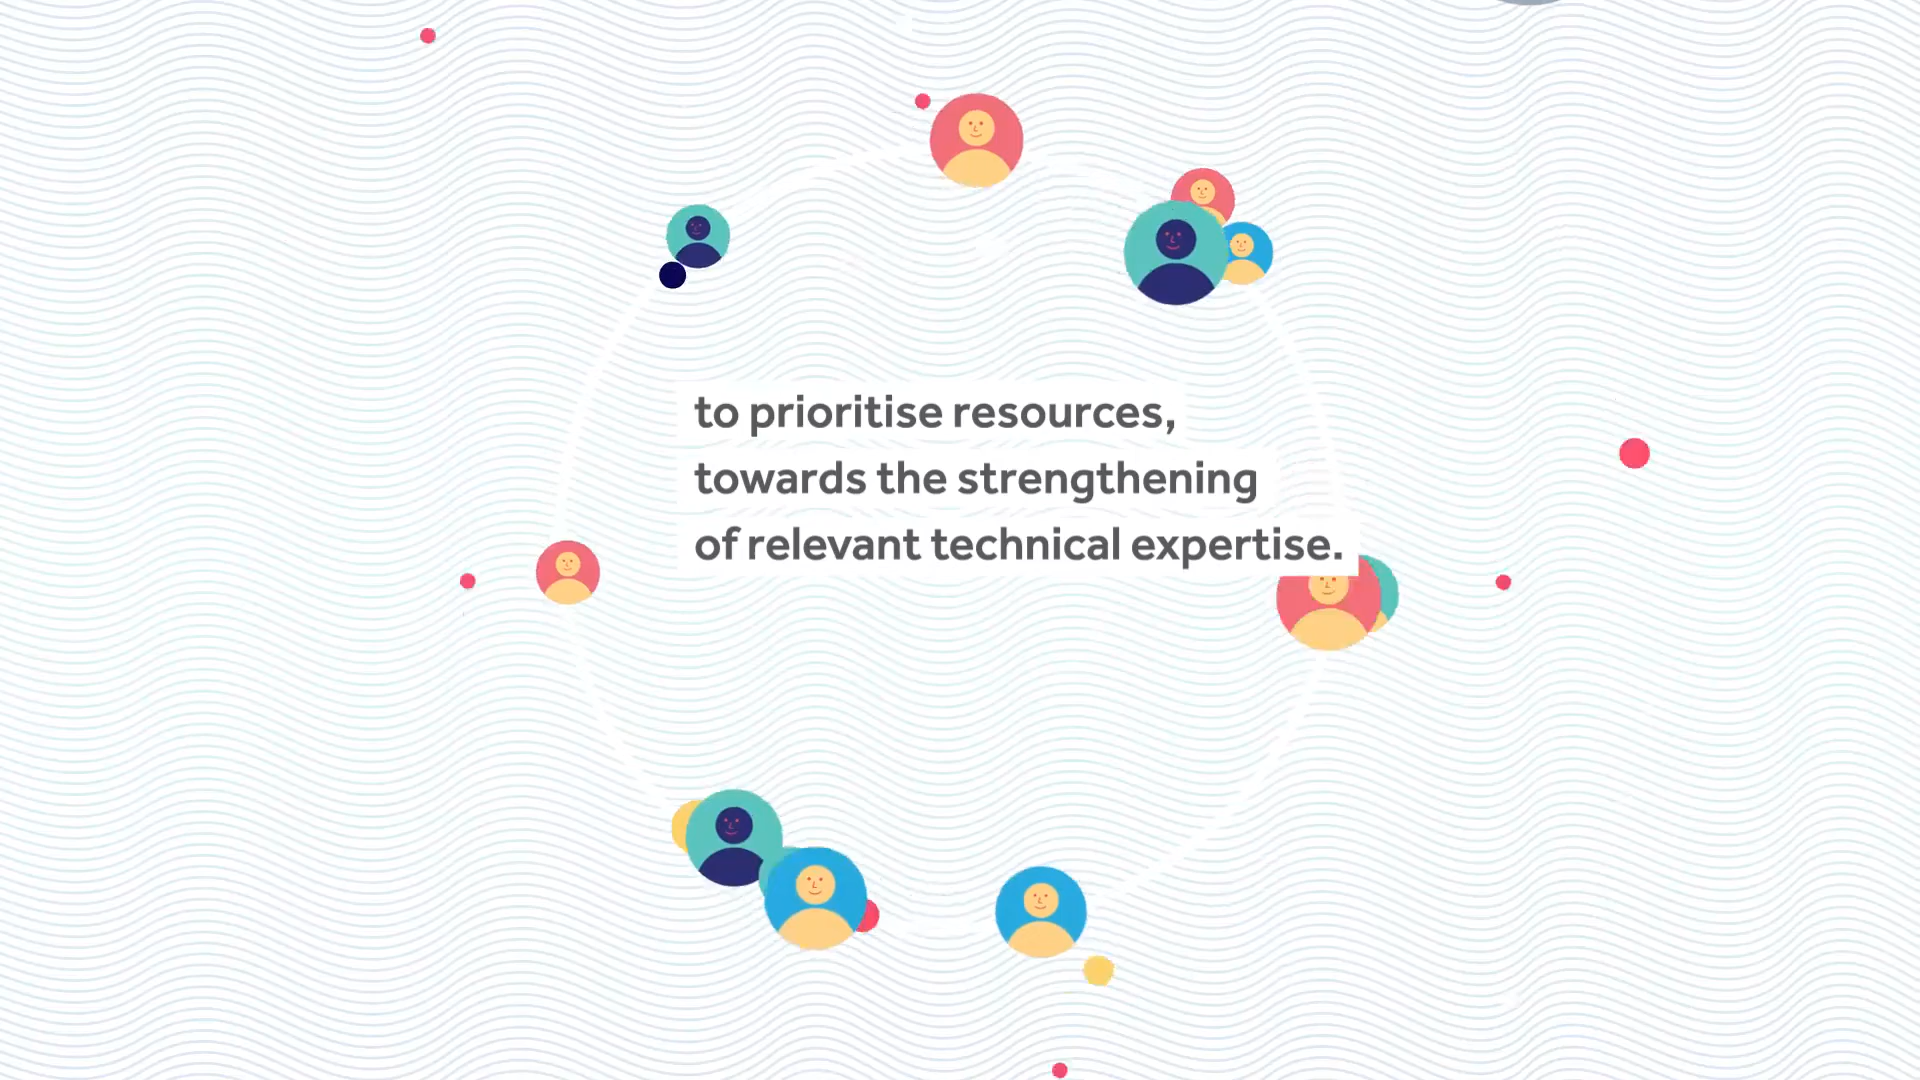 to prioritise resources,
towards the strengthening
of relevant technical expertise.